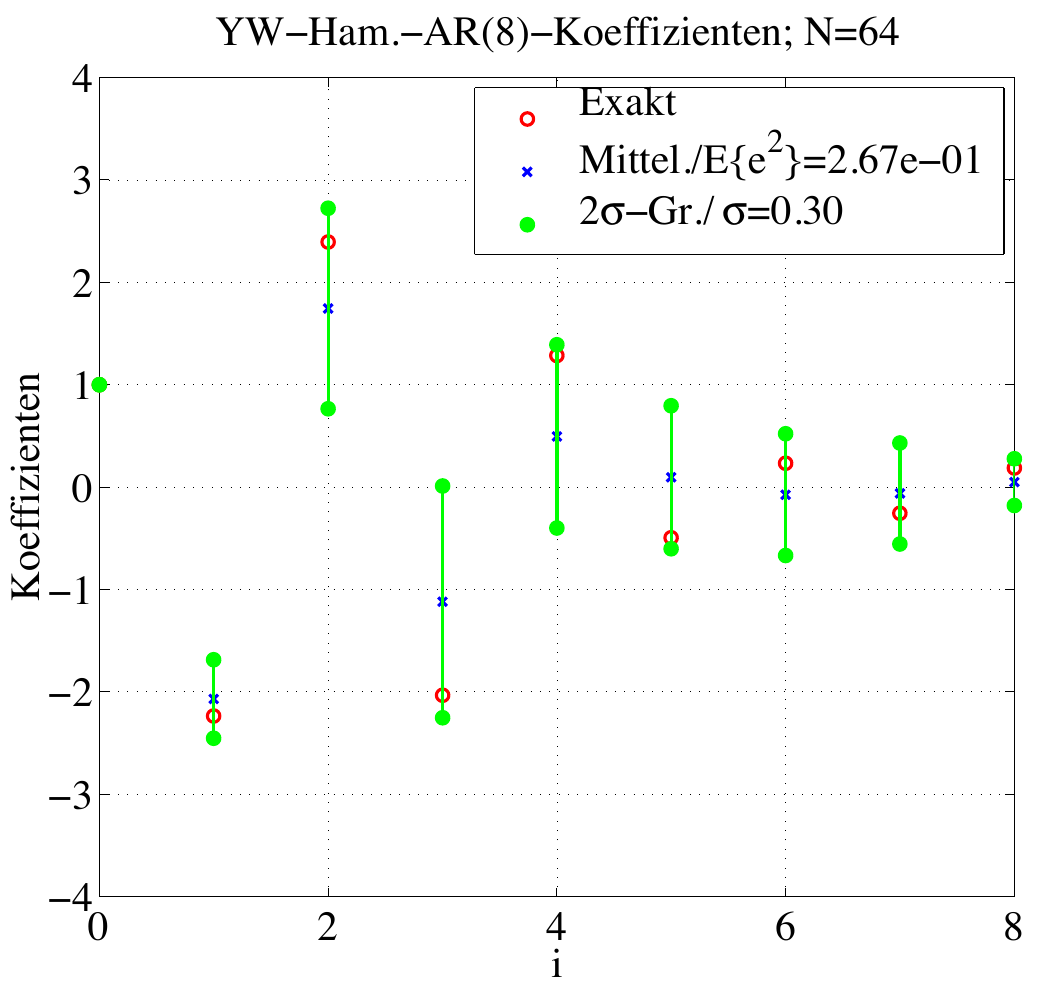 YW−Ham.−AR(8)−Koeffizienten; N=64
Exakt
Mittel./E{e²}=2.67e−01
2σ−Gr./ σ=0.30
Koeffizienten
4
3
2
1
0
−1
−2
−3
−4
0 2 4 6 8
i